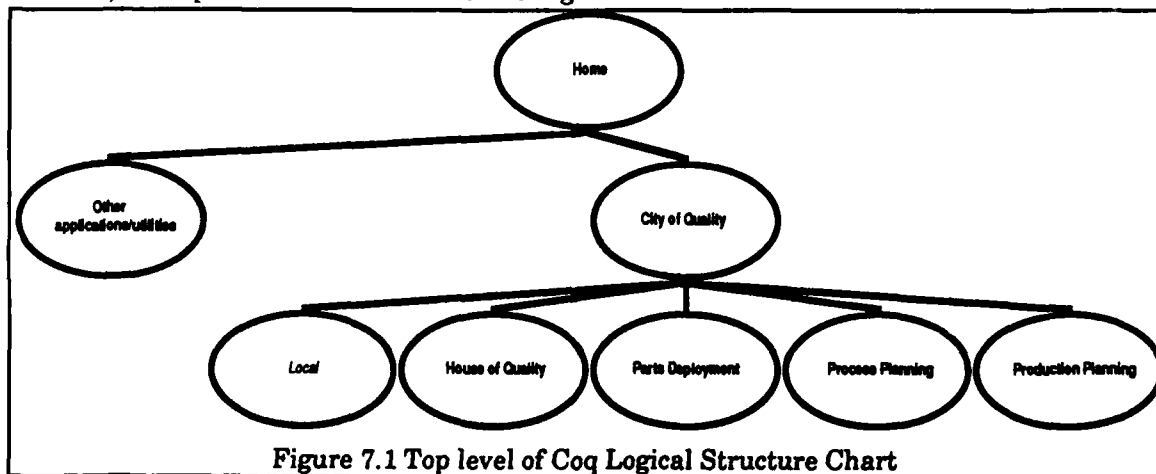 Home
Other
applications/utilities
City of Quality
Local
House of Quality
Parts Deployment
Process Planning
Production Planning
Figure 7.1 Top level of Coq Logical Structure Chart